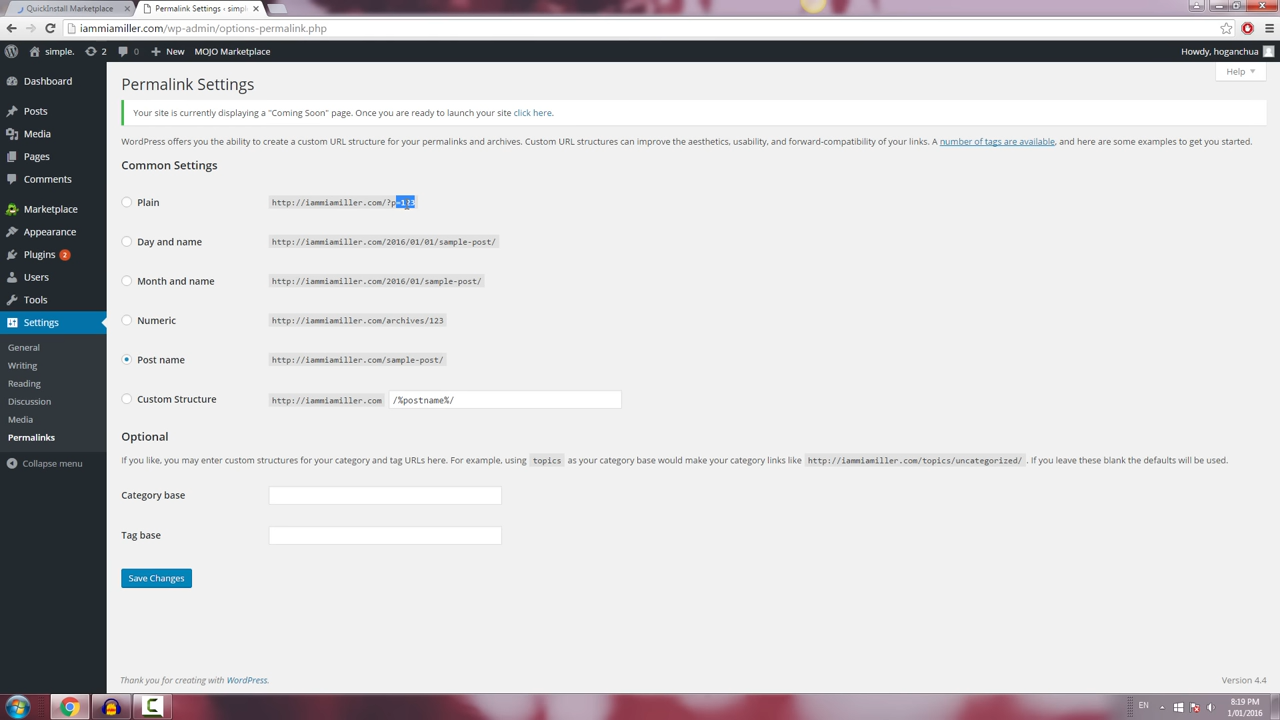 QuickInstall Marketplace
Permalink Settings ‹ simpl
iammiamiller.com/wp-admin/options-permalink.php
simple. 2 0 New MOJO Marketplace
Howdy, hoganchua
Dashboard
Posts
Media
Pages
Comments
Marketplace
Appearance
Plugins 2
Users
Tools
Settings
General
Writing
Reading
Discussion
Media
Permalinks
Collapse menu
Help
Permalink Settings
Your site is currently displaying a "Coming Soon" page. Once you are ready to launch your site click here.
WordPress offers you the ability to create a custom URL structure for your permalinks and archives. Custom URL structures can improve the aesthetics, usability, and forward-compatibility of your links. A number of tags are available, and here are some examples to get you started.
Common Settings
Plain http://iammiamiller.com/?p=123
Day and name http://iammiamiller.com/2016/01/01/sample-post/
Month and name http://iammiamiller.com/2016/01/sample-post/
Numeric http://iammiamiller.com/archives/123
Post name http://iammiamiller.com/sample-post/
Custom Structure http://iammiamiller.com /%postname%/
Optional
If you like, you may enter custom structures for your category and tag URLs here. For example, using topics as your category base would make your category links like http://iammiamiller.com/topics/uncategorized/ . If you leave these blank the defaults will be used.
Category base
Tag base
Save Changes
Thank you for creating with WordPress.
Version 4.4
EN
8:19 PM
1/01/2016